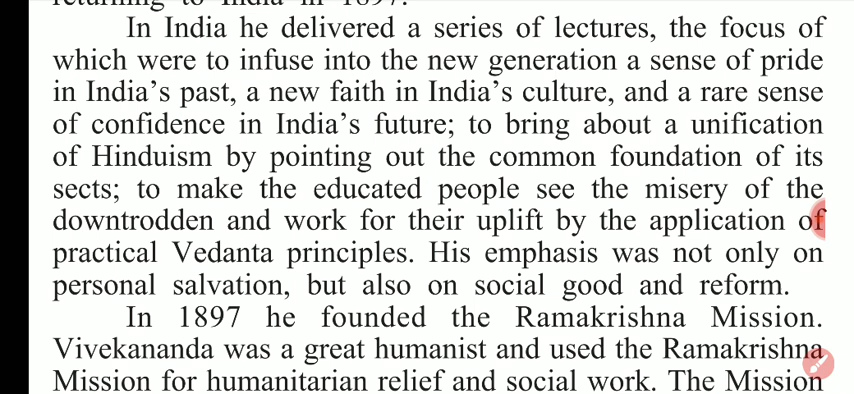 returning to India in 1897.
In India he delivered a series of lectures, the focus of
which were to infuse into the new generation a sense of pride
in India’s past, a new faith in India’s culture, and a rare sense
of confidence in India’s future; to bring about a unification
of Hinduism by pointing out the common foundation of its
sects; to make the educated people see the misery of the
downtrodden and work for their uplift by the application of
practical Vedanta principles. His emphasis was not only on
personal salvation, but also on social good and reform.
In 1897 he founded the Ramakrishna Mission.
Vivekananda was a great humanist and used the Ramakrishna
Mission for humanitarian relief and social work. The Mission